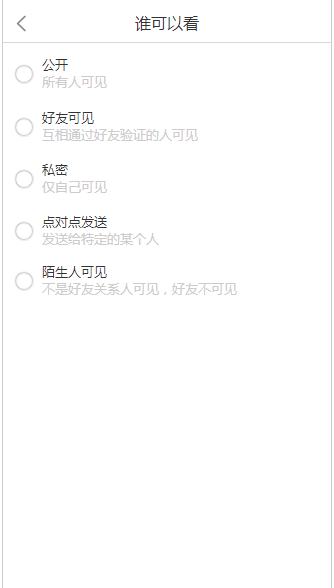 谁可以看
公开
所有人可见
好友可见
互相通过好友验证的人可见
私密
仅自己可见
点对点发送
发送给特定的某个人
陌生人可见
不是好友关系人可见，好友不可见